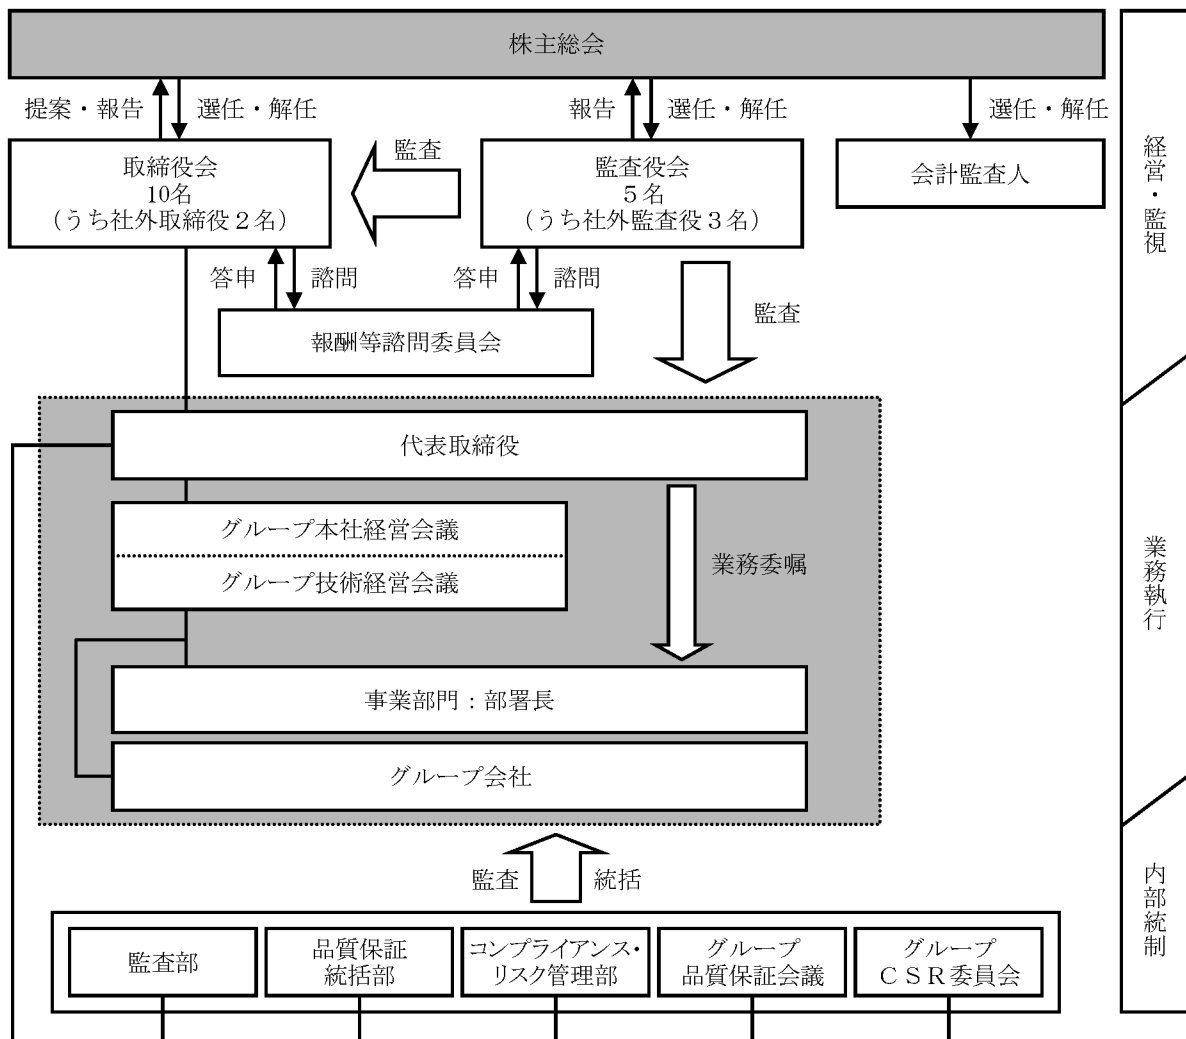 株主総会
提案・報告
選任・解任
報告
選任・解任
選任・解任
取締役会
10名
(うち社外取締役2名)
監査
監査役会
5名
(うち社外監査役3名)
会計監査人
答申
諮問
答申
諮問
報酬等諮問委員会
監査
経営・監視
代表取締役
グループ本社経営会議
グループ技術経営会議
業務委嘱
業務執行
事業部門:部署長
グループ会社
監査
統括
監査部
品質保証
統括部
コンプライアンス・
リスク管理部
グループ
品質保証会議
グループ
CSR委員会
内部統制